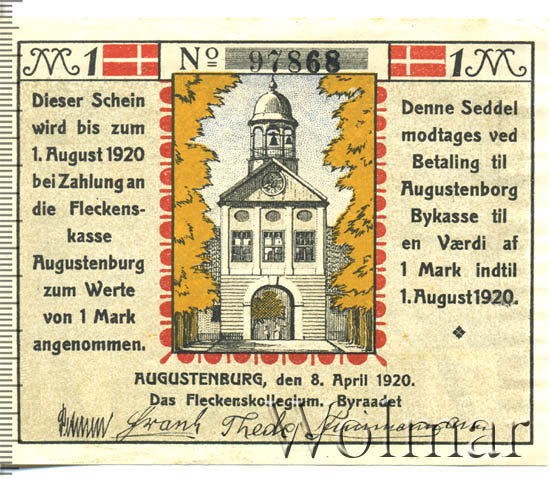 M 1
No 97868
1 M
Dieser Schein
wird bis zum
1. August 1920
bei Zahlung an
die Fleckens-
kasse
Augustenburg
zum Werte
von 1 Mark
angenommen.
Denne Seddel
modtages ved
Betaling til
Augustenborg
Bykasse til
en Værdi af
1 Mark indtil
1. August 1920.
AUGUSTENBURG, den 8. April 1920.
Das Fleckenskollegium. Byraadet
Frank Thedo
Wolmar